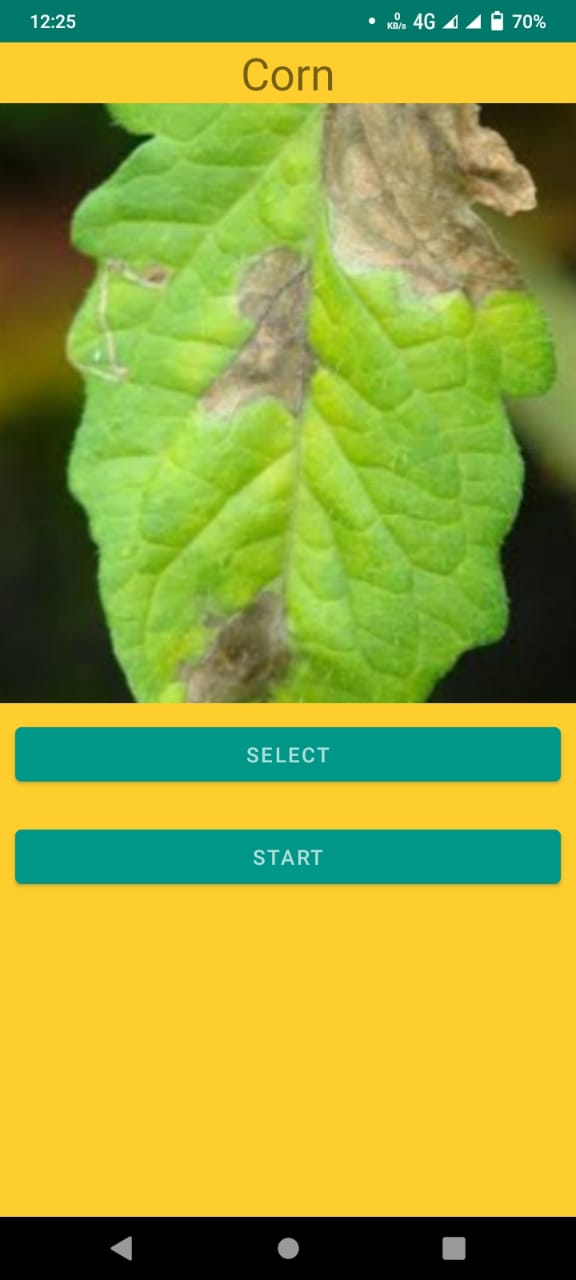 12:25
0
KB/s
4G
70%
Corn
SELECT
START